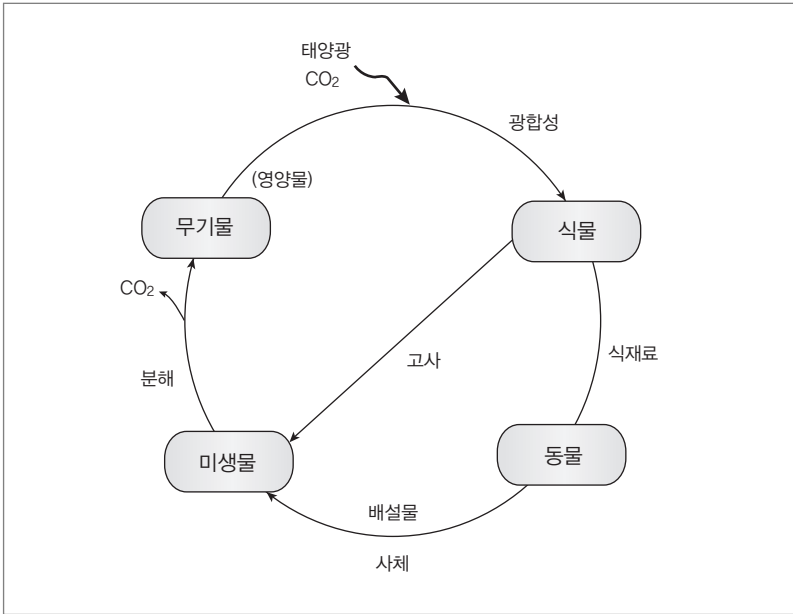 태양광
CO₂
광합성
(영양물)
무기물
식물
CO₂
고사
식재료
분해
미생물
동물
배설물
사체